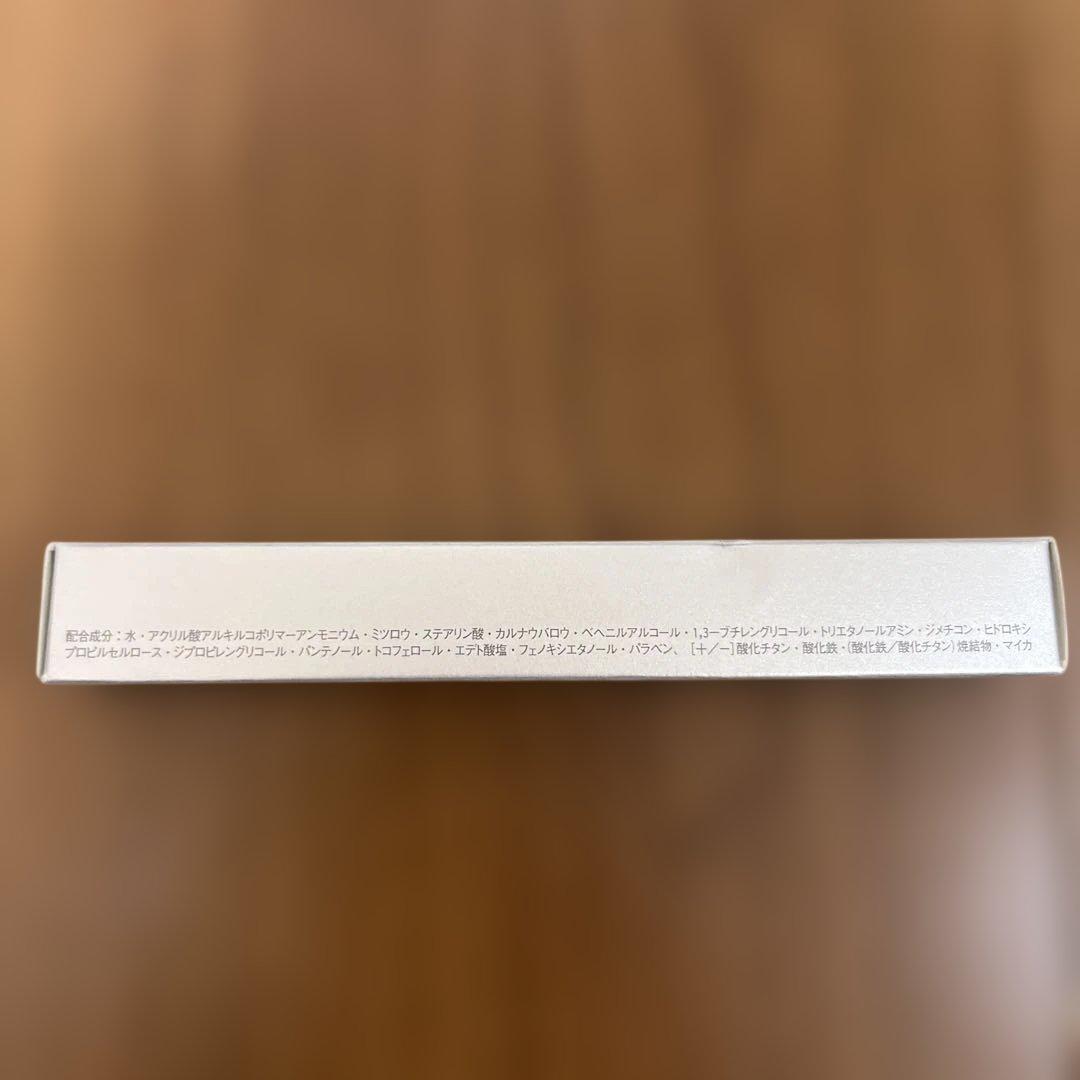 配合成分：水・アクリル酸アルキルコポリマーアンモニウム・ミツロウ・ステアリン酸・カルナウバロウ・ベヘニルアルコール・1,3ーブチレングリコール・トリエタノールアミン・ジメチコン・ヒドロキシ
プロピルセルロース・ジプロピレングリコール・パンテノール・トコフェロール・エデト酸塩・フェノキシエタノール・パラベン、［＋／－］酸化チタン・酸化鉄・（酸化鉄／酸化チタン）焼結物・マイカ